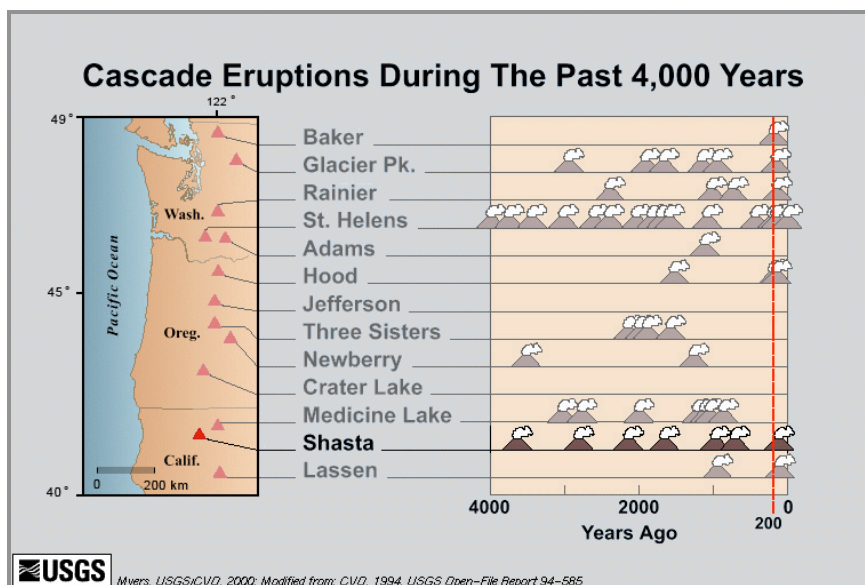 Cascade Eruptions During The Past 4,000 Years
122°
49°
45°
40°
Pacific Ocean
Wash.
Oreg.
Calif.
0 200 km
Baker
Glacier Pk.
Rainier
St. Helens
Adams
Hood
Jefferson
Three Sisters
Newberry
Crater Lake
Medicine Lake
Shasta
Lassen
4000 2000 200 0
Years Ago
USGS
Myers, USGS/CVO, 2000; Modified from: CVO, 1994, USGS Open-File Report 94-585